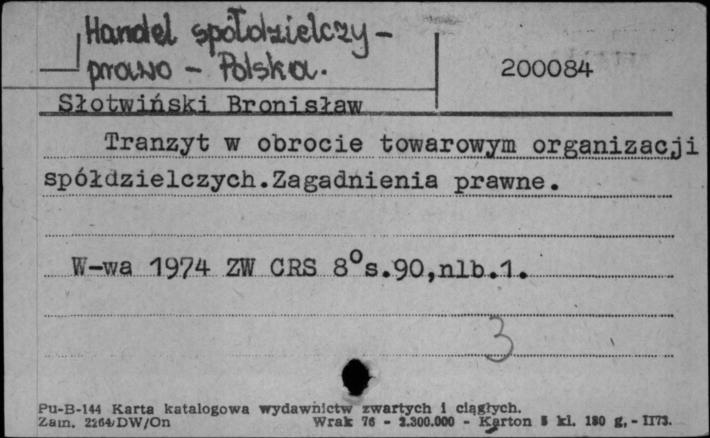 Handel spółdzielczy -
prawo - Polska.
200084
Słotwiński Bronisław
Tranzyt w obrocie towarowym organizacji
spółdzielczych.Zagadnienia prawne.
W-wa 1974 ZW CRS 8°s.90,nlb.1.
3
Pu-B-144 Karta katalogowa wydawnictw zwartych i ciągłych.
Zam. 2264/DW/On Wrak 76 - 2.300.000 - Karton 5 kl. 180 g, - II73.